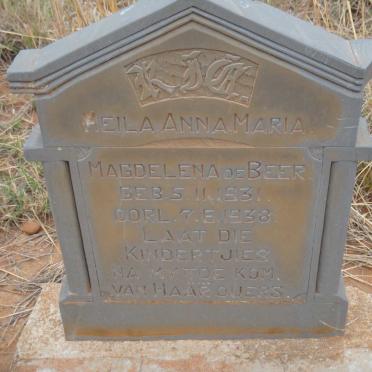 HEILA ANNA MARIA
MAGDELENA DE BEER
GEB. 5. 11. 1931.
OORL. 7. 6. 1938.
LAAT DIE
KINDERTJIES
NA MY TOE KOM.
VAN HAAR OUERS.